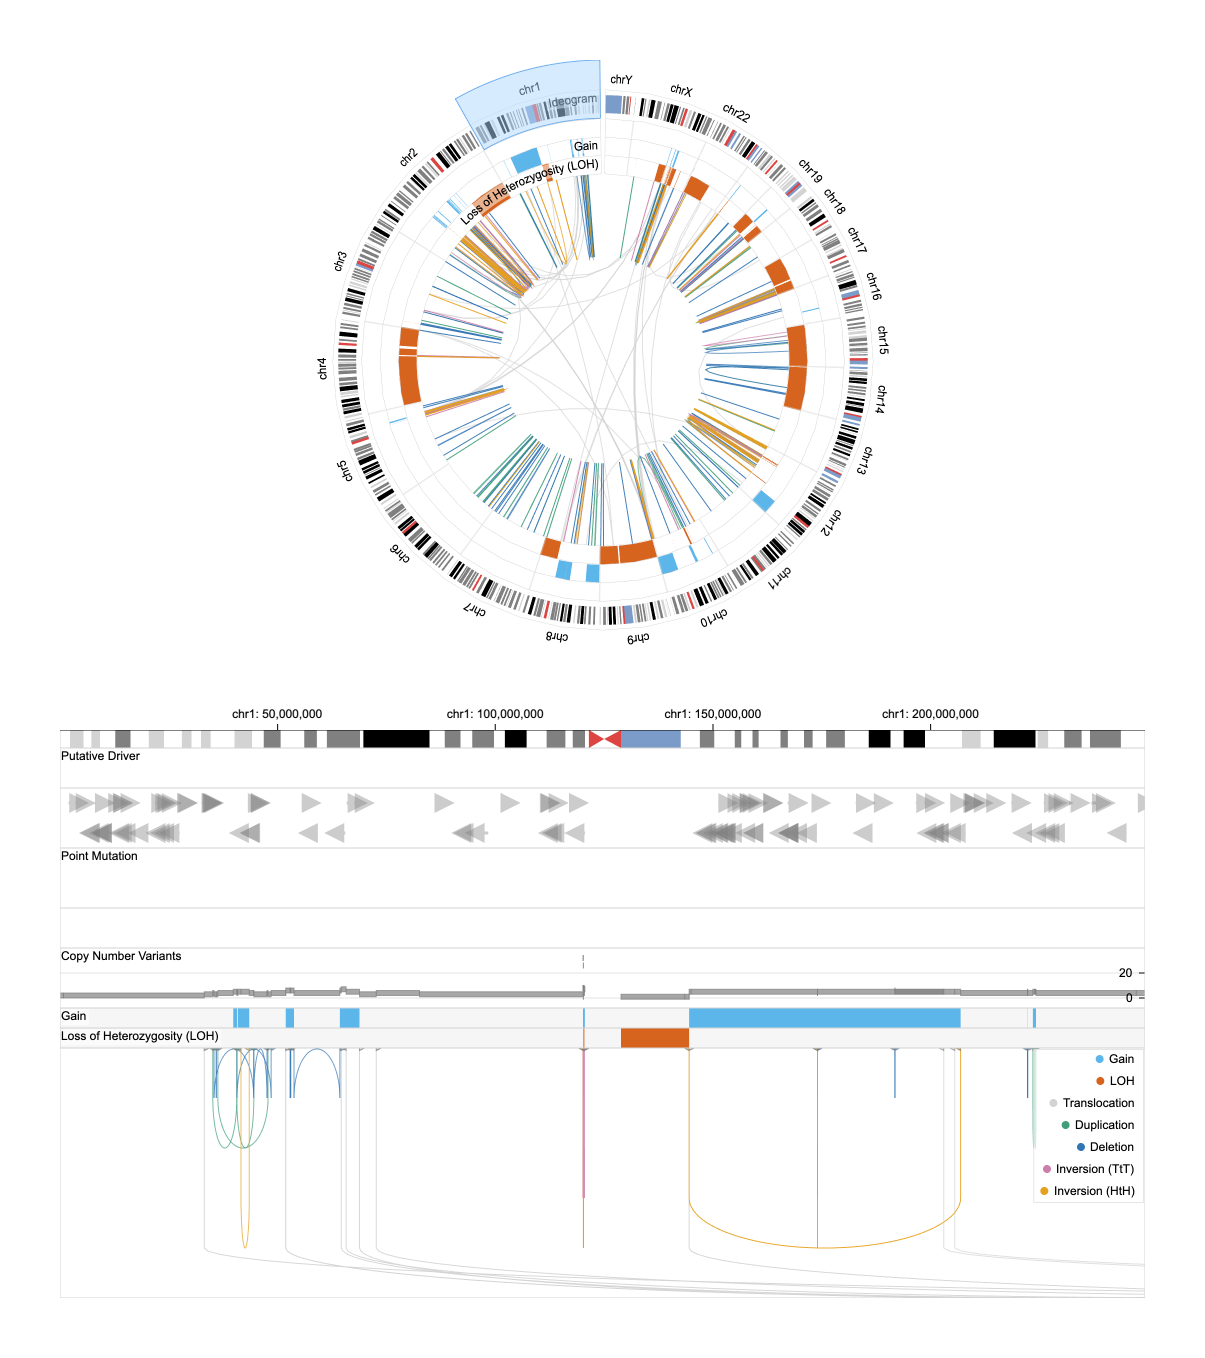 chrY
chrX
chr22
chr19
chr18
chr17
chr16
chr15
chr14
chr13
chr12
chr11
chr10
chr9
chr8
chr7
chr6
chr5
chr4
chr3
chr2
chr1
Ideogram
Gain
Loss of Heterozygosity (LOH)
chr1: 50,000,000
chr1: 100,000,000
chr1: 150,000,000
chr1: 200,000,000
Putative Driver
Point Mutation
Copy Number Variants
20
0
Gain
Loss of Heterozygosity (LOH)
Gain
LOH
Translocation
Duplication
Deletion
Inversion (TtT)
Inversion (HtH)